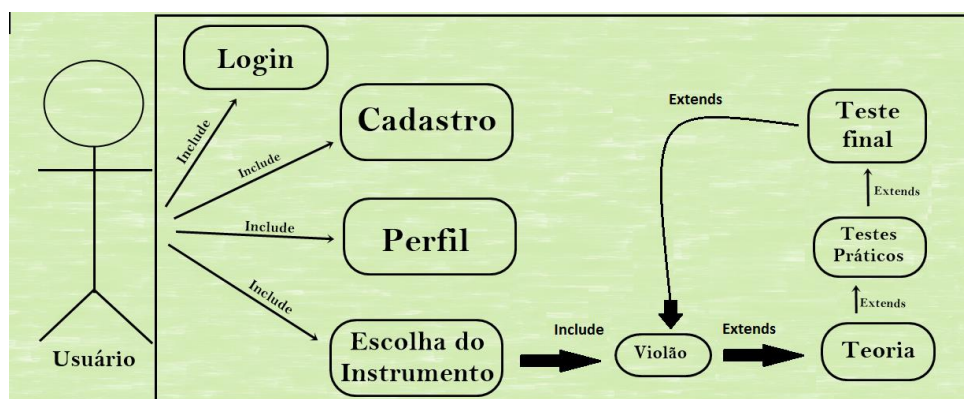 Login
Include
Cadastro
Include
Include
Perfil
Include
Usuário
Escolha do
Instrumento
Include
Violão
Extends
Teoria
Extends
Testes
Práticos
Extends
Teste
final
Extends